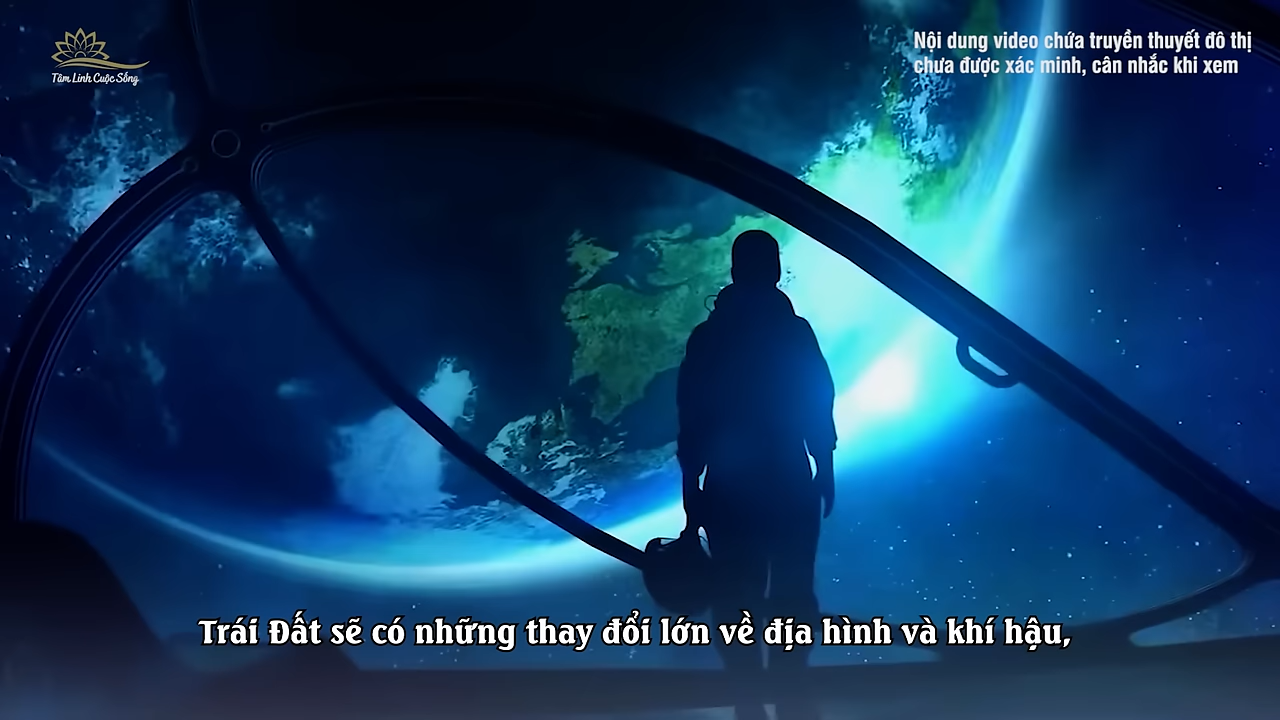 Tâm Linh Cuộc Sống
Nội dung video chứa truyền thuyết đô thị
chưa được xác minh, cân nhắc khi xem
Trái Đất sẽ có những thay đổi lớn về địa hình và khí hậu,